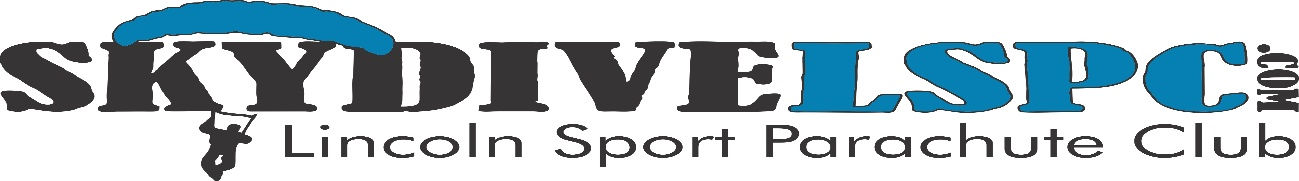 SKYDIVELSPC.COM
Lincoln Sport Parachute Club